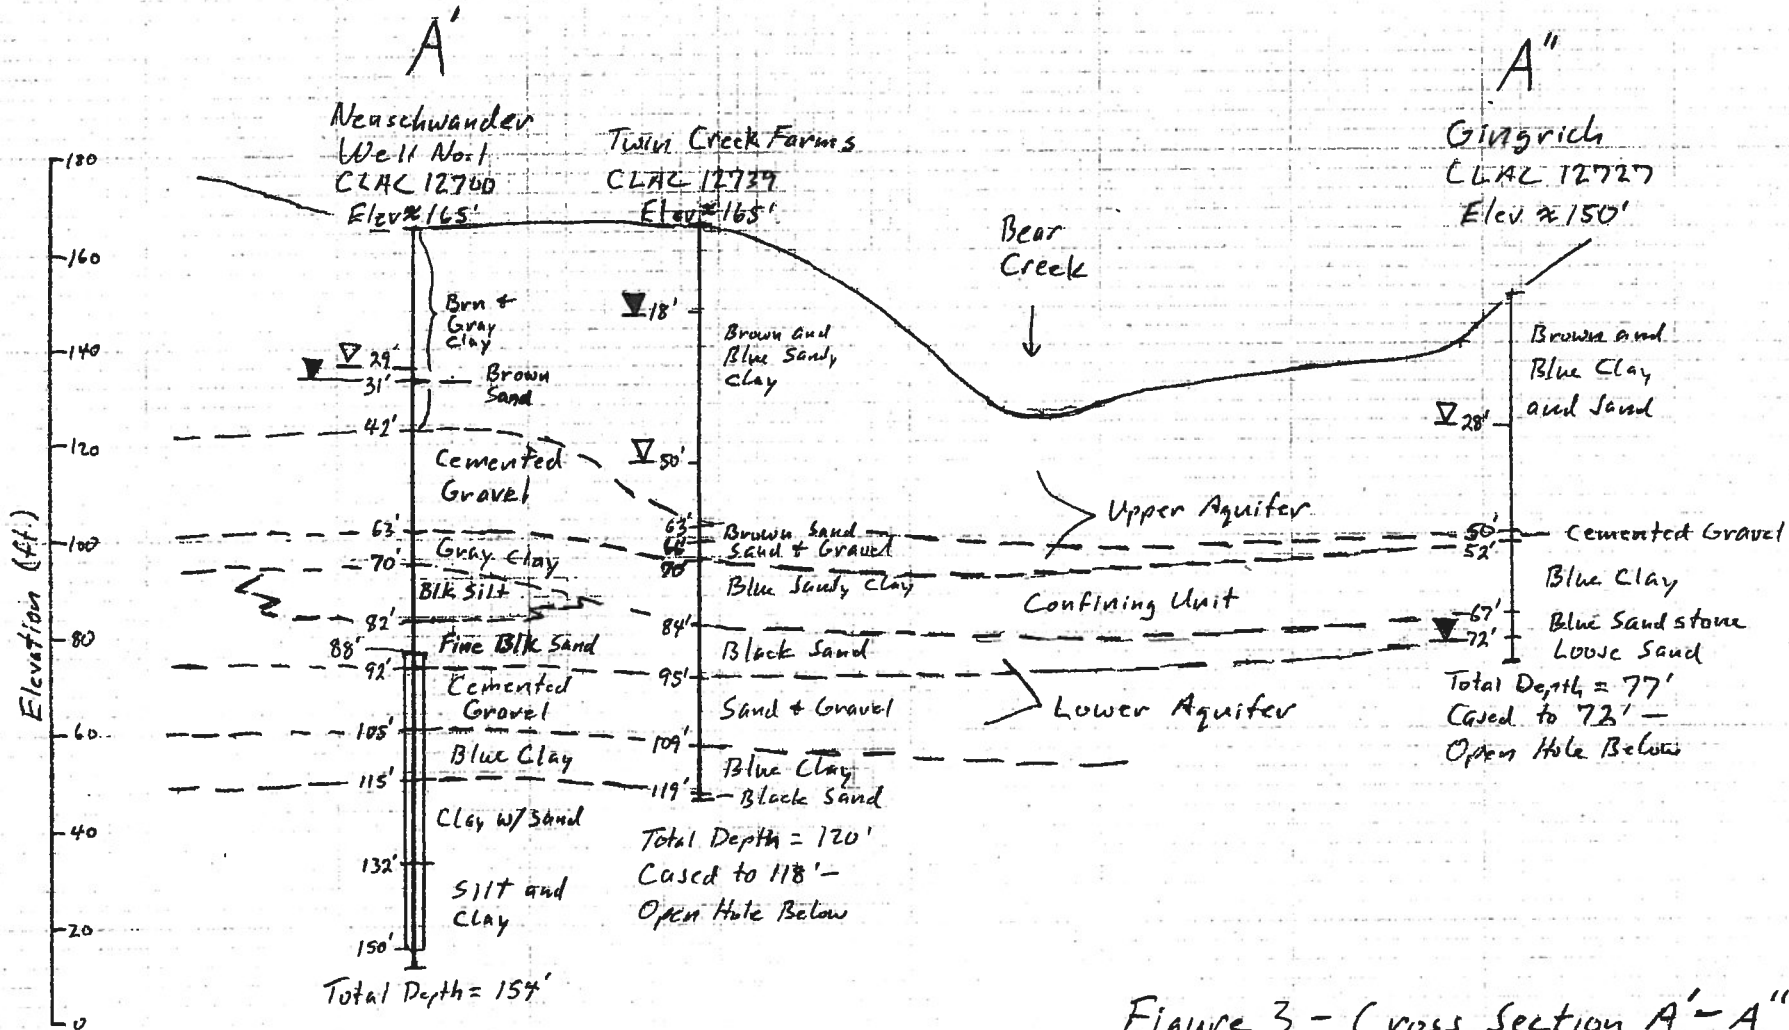 A'
A"
Neuschwander
Well No. 1
CLAC 12700
Elev ≈ 165'
Twin Creek Farms
CLAC 12739
Elev ≈ 165'
Gingrich
CLAC 12727
Elev. ≈ 150'
Bear
Creek
Elevation (ft.)
180
160
140
120
100
80
60
40
20
0
29'
31'
42'
63'
70'
82'
88'
92'
105'
115'
132'
150'
Brn &
Gray
Clay
Brown
Sand
Cemented
Gravel
Gray Clay
Blk Silt
Fine Blk Sand
Cemented
Gravel
Blue Clay
Clay w/ Sand
Silt and
Clay
Total Depth = 154'
18'
50'
63'
66'
70'
84'
95'
109'
119'
Brown and
Blue Sandy
Clay
Brown Sand
Sand & Gravel
Blue Sandy Clay
Black Sand
Sand & Gravel
Blue Clay
Black Sand
Total Depth = 120'
Cased to 118' -
Open Hole Below
Upper Aquifer
Confining Unit
Lower Aquifer
28'
50'
52'
67'
72'
Brown and
Blue Clay
and Sand
Cemented Gravel
Blue Clay
Blue Sandstone
Loose Sand
Total Depth = 77'
Cased to 72' -
Open Hole Below
Figure 3 - Cross Section A' - A"